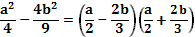 a²/4 − 4b²/9 = (a/2 − 2b/3)(a/2 + 2b/3)